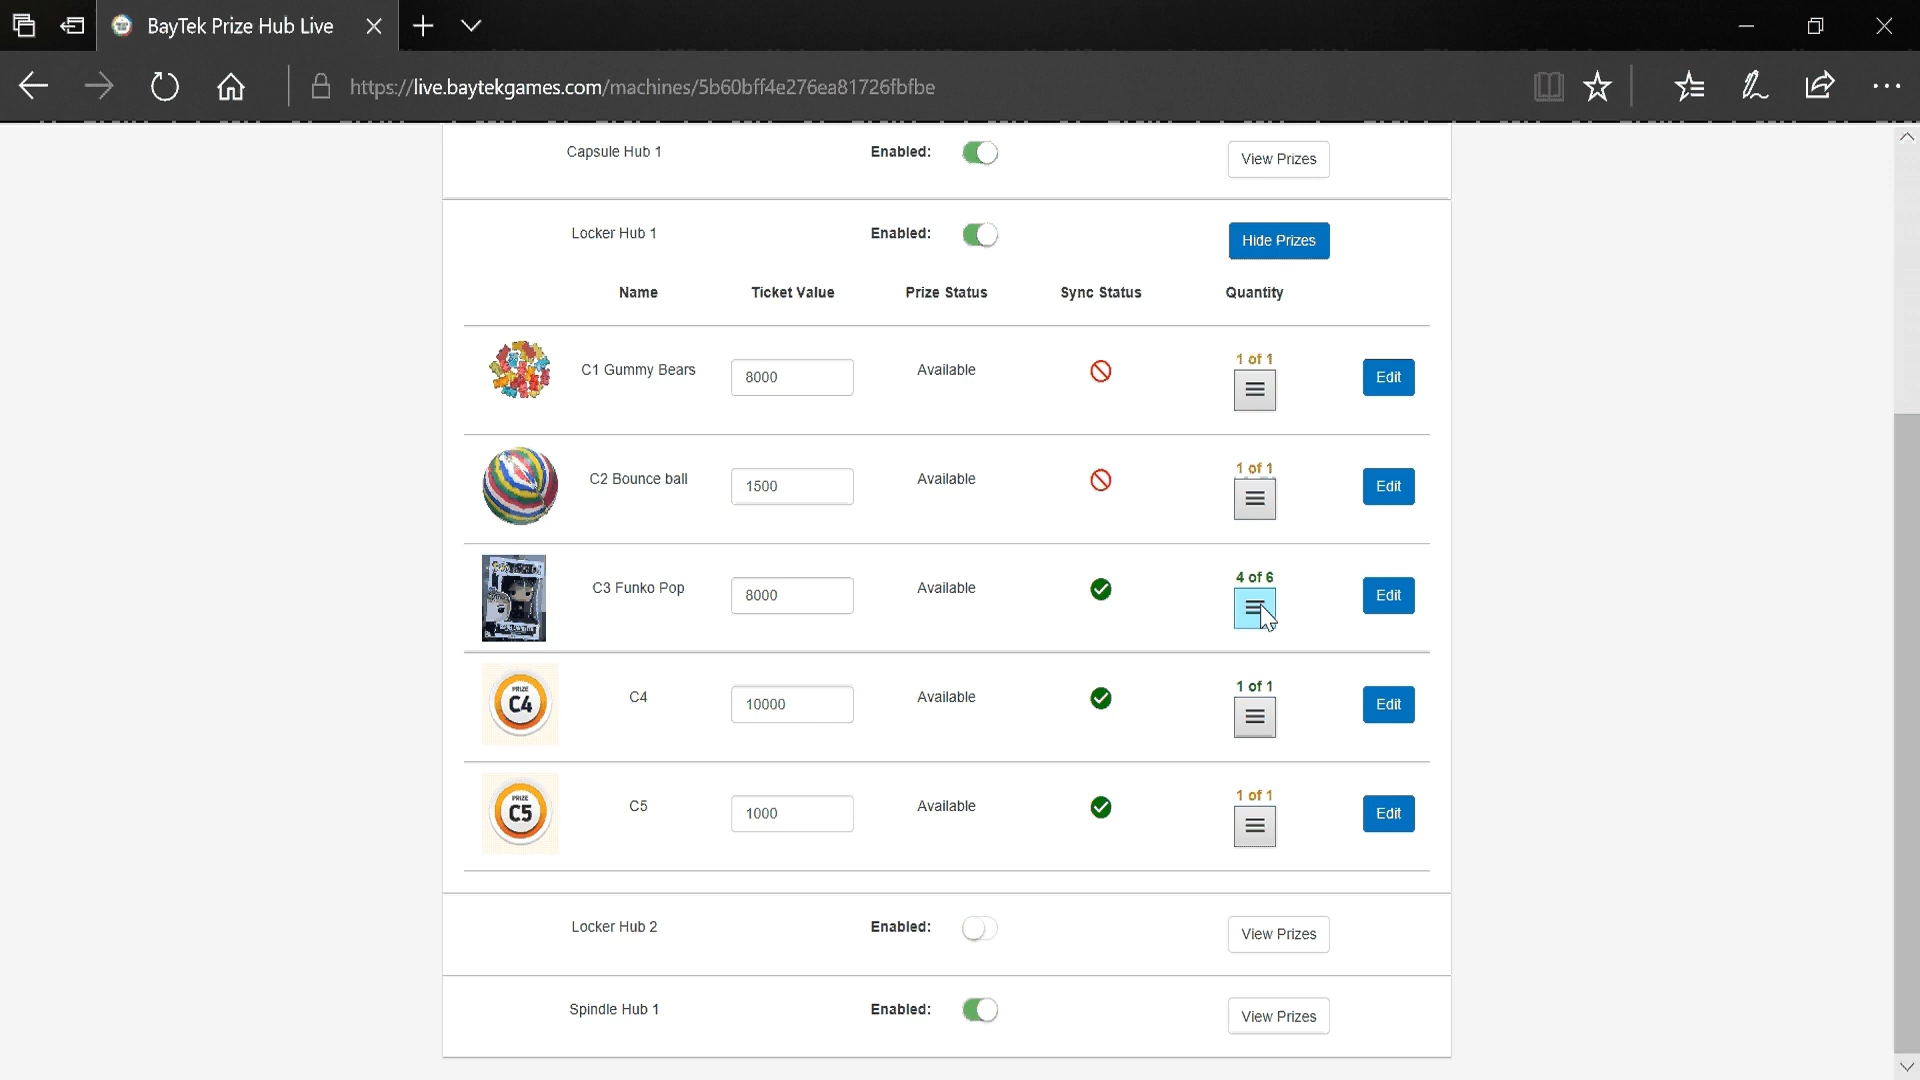 BayTek Prize Hub Live
https://live.baytekgames.com/machines/5b60bff4e276ea81726fbfbe
Capsule Hub 1 Enabled: View Prizes
Locker Hub 1 Enabled: Hide Prizes
Name Ticket Value Prize Status Sync Status Quantity
C1 Gummy Bears 8000 Available 1 of 1 Edit
C2 Bounce ball 1500 Available 1 of 1 Edit
C3 Funko Pop 8000 Available 4 of 6 Edit
PRIZE C4 C4 10000 Available 1 of 1 Edit
PRIZE C5 C5 1000 Available 1 of 1 Edit
Locker Hub 2 Enabled: View Prizes
Spindle Hub 1 Enabled: View Prizes